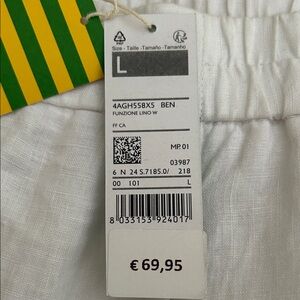 Size - Taille - Tamaño - Tamanho
L
4AGH558X5 BEN
FUNZIONE LINO W
FF CA
MP. 01
03987
6 N 24 S.7185.0/ 218
00 101 L
8 033153 924017
€ 69,95